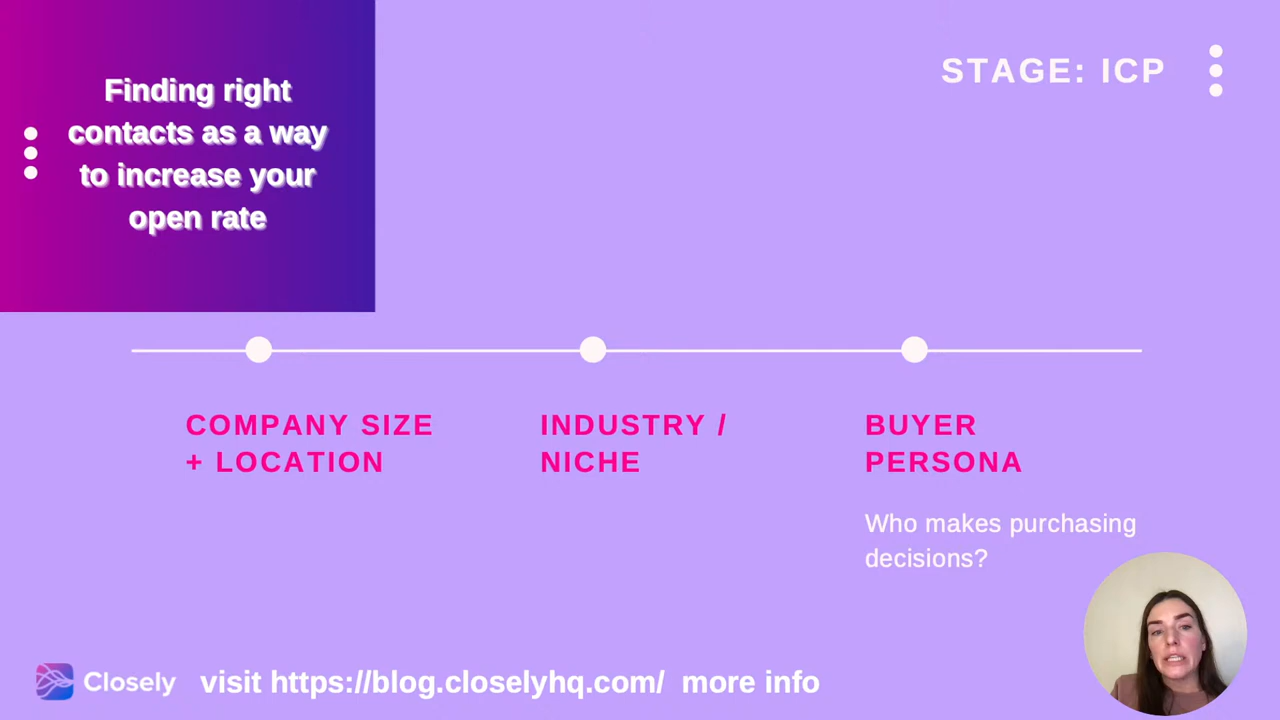 Finding right
contacts as a way
to increase your
open rate
STAGE: ICP
COMPANY SIZE
+ LOCATION
INDUSTRY /
NICHE
BUYER
PERSONA
Who makes purchasing
decisions?
Closely
visit https://blog.closelyhq.com/ more info